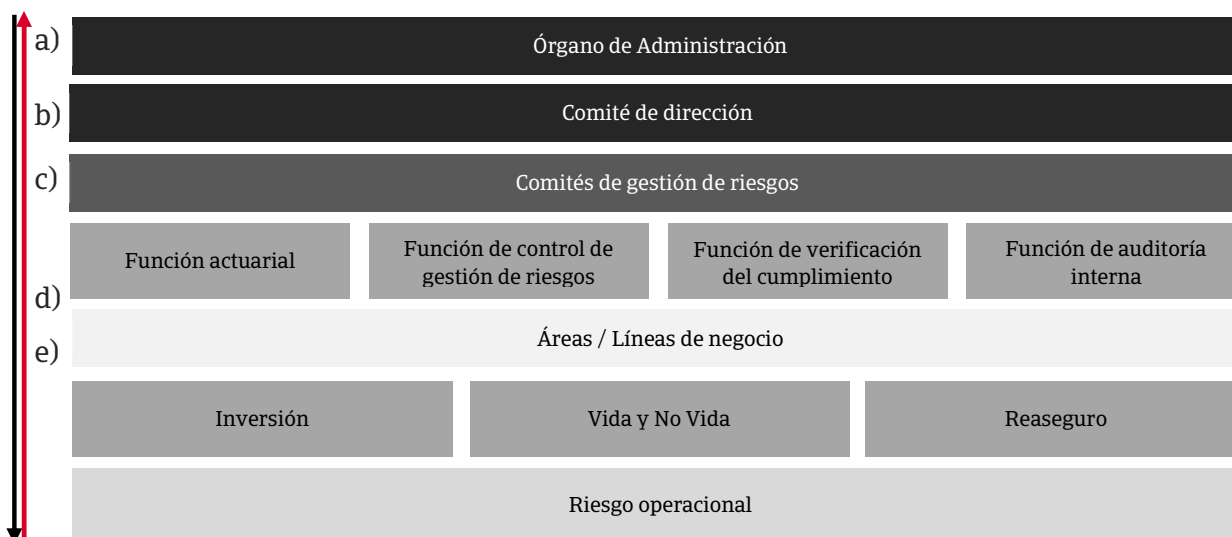 a)
Órgano de Administración
b)
Comité de dirección
c)
Comités de gestión de riesgos
Función actuarial
Función de control de
gestión de riesgos
Función de verificación
del cumplimiento
Función de auditoría
interna
d)
Áreas / Líneas de negocio
e)
Inversión
Vida y No Vida
Reaseguro
Riesgo operacional